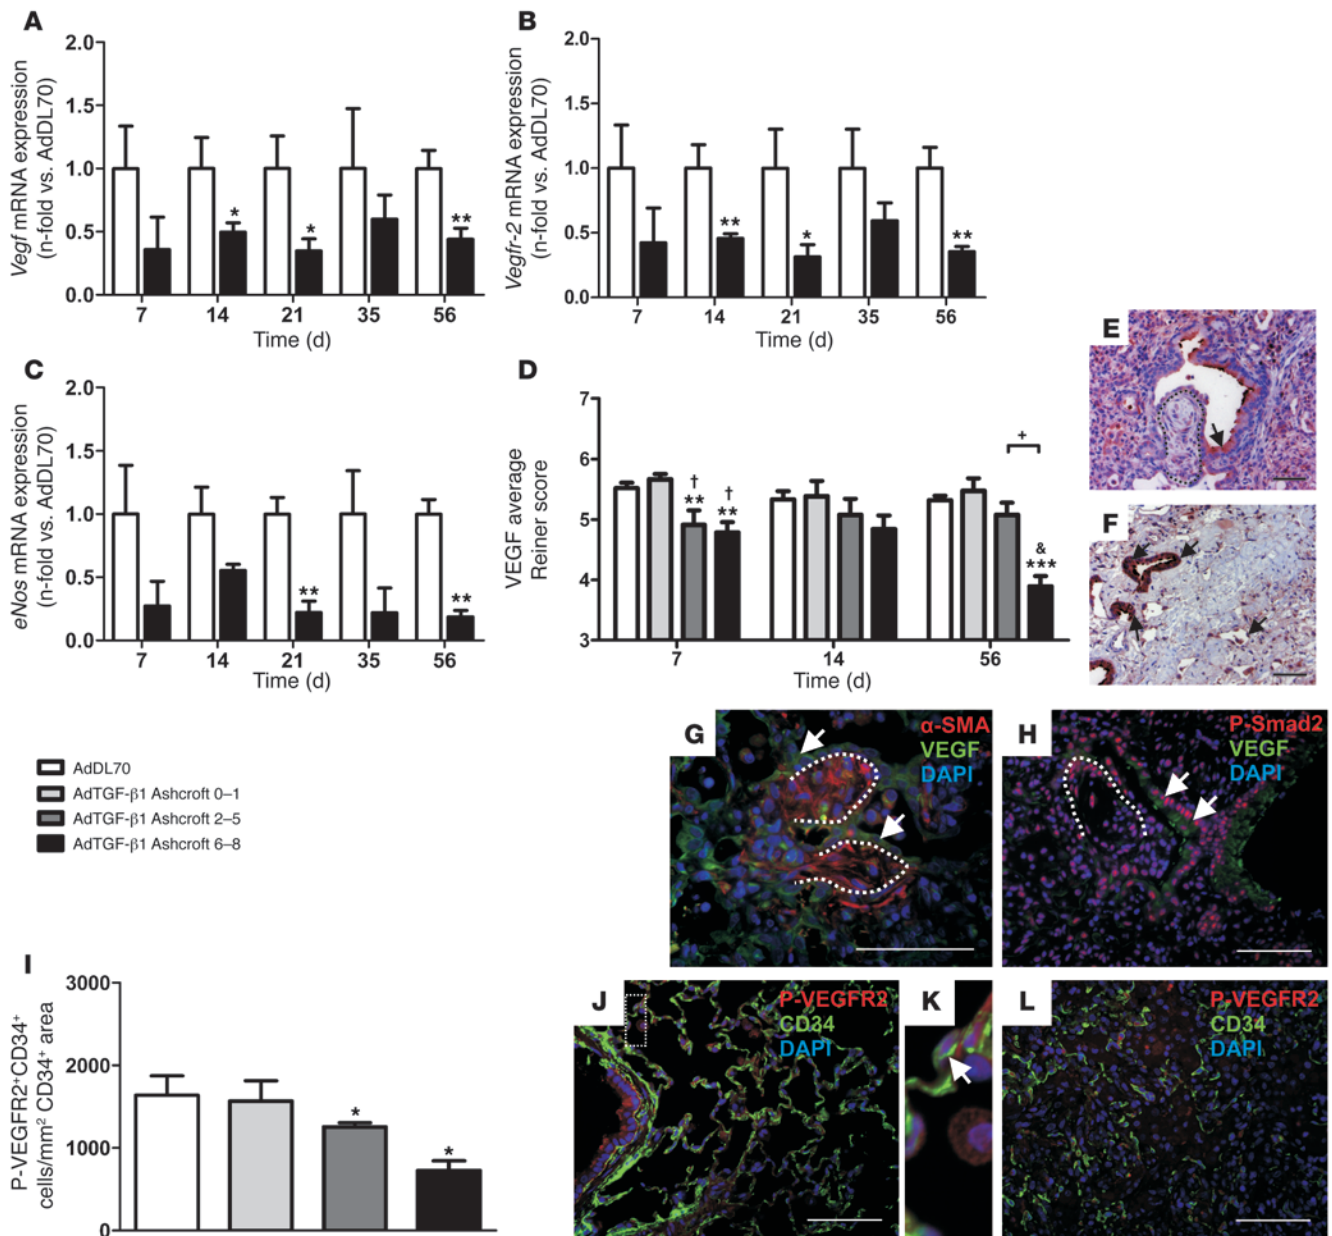 A
Vegf mRNA expression
(n-fold vs. AdDL70)
2.0
1.5
1.0
0.5
0.0
*
*
**
7 14 21 35 56
Time (d)
B
Vegfr-2 mRNA expression
(n-fold vs. AdDL70)
2.0
1.5
1.0
0.5
0.0
**
*
**
7 14 21 35 56
Time (d)
C
eNos mRNA expression
(n-fold vs. AdDL70)
2.0
1.5
1.0
0.5
0.0
**
**
7 14 21 35 56
Time (d)
D
VEGF average
Reiner score
7
6
5
4
3
† †
** **
+
&
***
7 14 56
Time (d)
E
F
AdDL70
AdTGF-β1 Ashcroft 0–1
AdTGF-β1 Ashcroft 2–5
AdTGF-β1 Ashcroft 6–8
G
α-SMA
VEGF
DAPI
H
P-Smad2
VEGF
DAPI
I
P-VEGFR2⁺CD34⁺
cells/mm² CD34⁺ area
3000
2000
1000
0
*
*
J
P-VEGFR2
CD34
DAPI
K
L
P-VEGFR2
CD34
DAPI